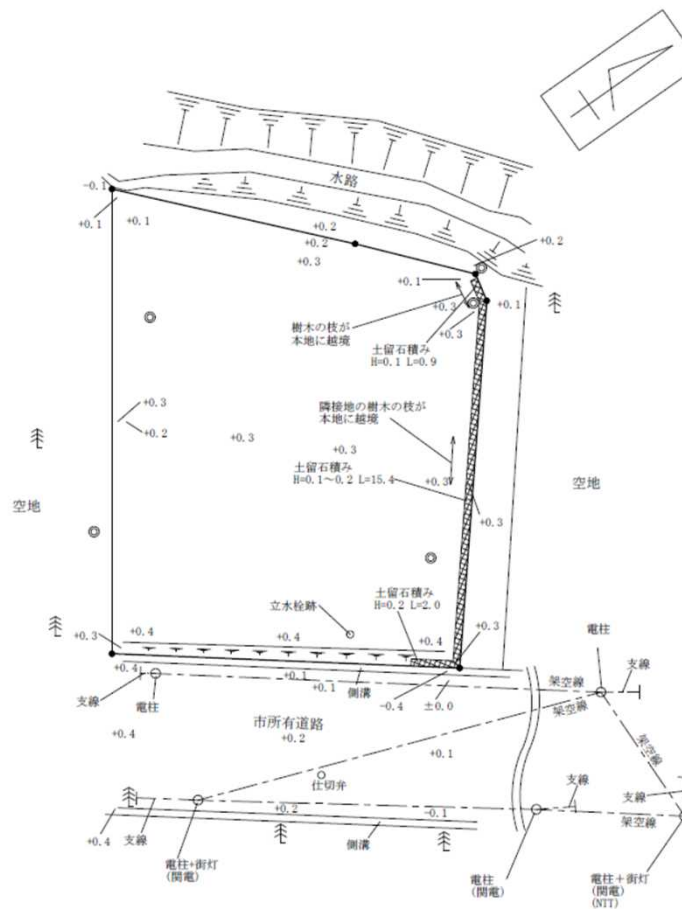 水路
-0.1
+0.1
+0.1
+0.2
+0.2
+0.3
+0.2
+0.1
+0.3
+0.1
+0.3
樹木の枝が
本地に越境
土留石積み
H=0.1 L=0.9
隣接地の樹木の枝が
本地に越境
+0.3
+0.2
+0.3
+0.3
土留石積み
H=0.1～0.2 L=15.4
+0.3
+0.3
空地
空地
土留石積み
H=0.2 L=2.0
立水栓跡
+0.3
+0.4
+0.4
+0.4
+0.3
電柱
+0.4
+0.1
+0.1
側溝
-0.4
±0.0
架空線
支線
支線
電柱
架空線
市所有道路
+0.4
+0.2
+0.1
架空線
仕切弁
支線
支線
+0.2
-0.1
架空線
+0.4
支線
側溝
電柱+街灯
(関電)
電柱
(関電)
電柱＋街灯
(関電)
(NTT)